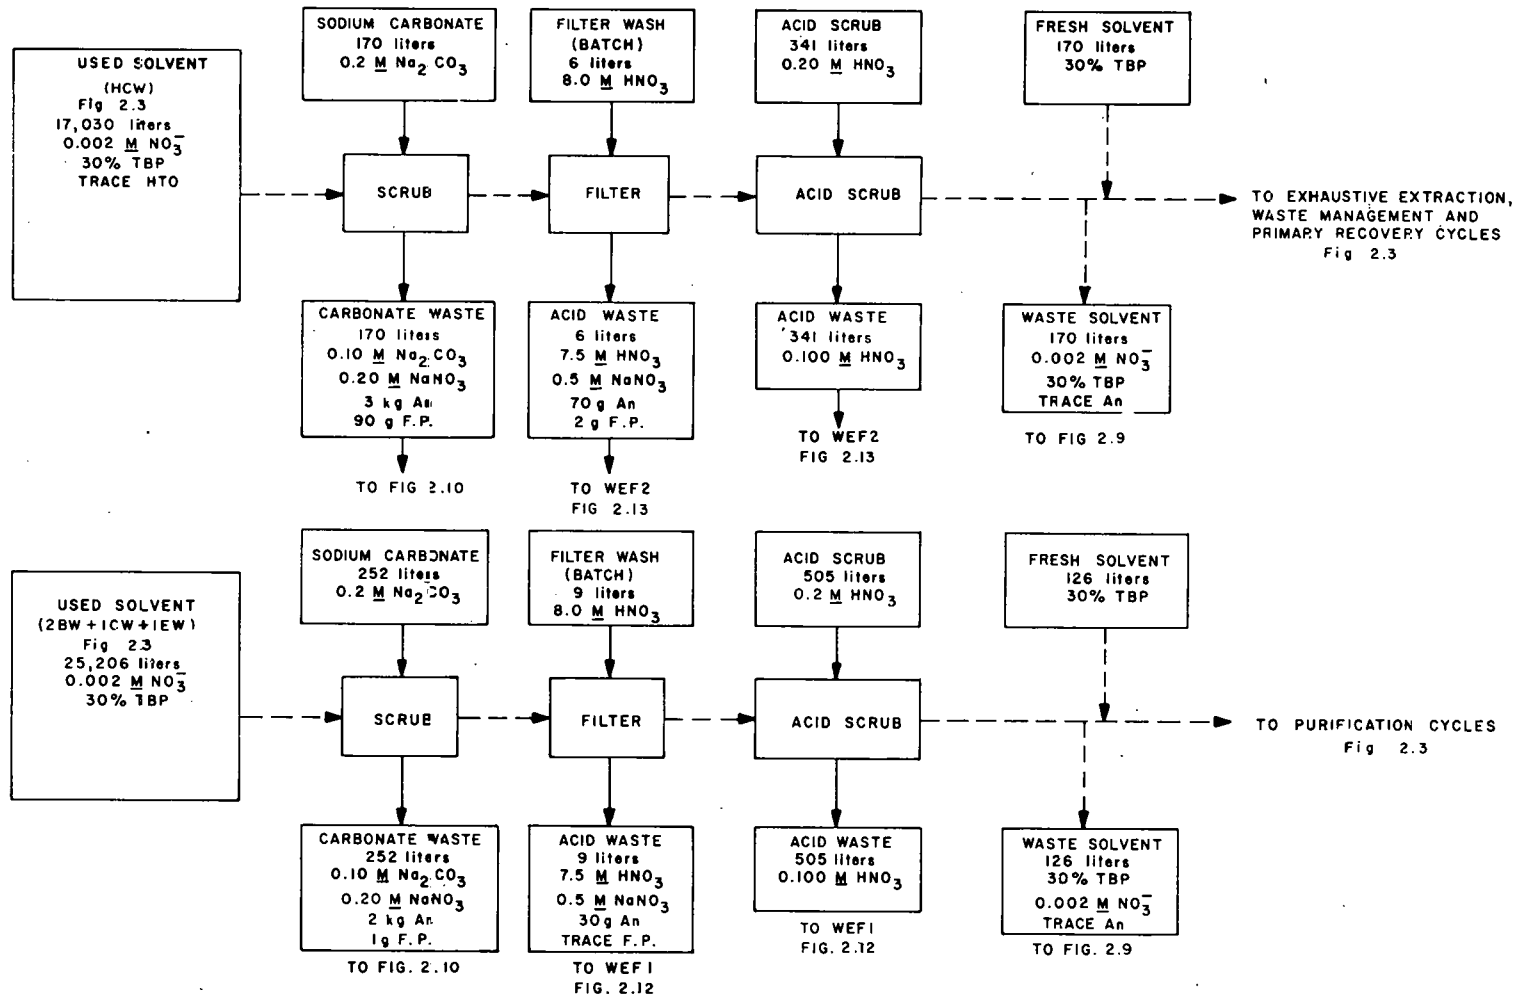 USED SOLVENT
(HCW)
Fig 2.3
17,030 liters
0.002 M NO3-
30% TBP
TRACE HTO
SODIUM CARBONATE
170 liters
0.2 M Na2CO3
FILTER WASH
(BATCH)
6 liters
8.0 M HNO3
ACID SCRUB
341 liters
0.20 M HNO3
FRESH SOLVENT
170 liters
30% TBP
SCRUB
FILTER
ACID SCRUB
TO EXHAUSTIVE EXTRACTION,
WASTE MANAGEMENT AND
PRIMARY RECOVERY CYCLES
Fig 2.3
CARBONATE WASTE
170 liters
0.10 M Na2CO3
0.20 M NaNO3
3 kg An
90 g F.P.
TO FIG 2.10
ACID WASTE
6 liters
7.5 M HNO3
0.5 M NaNO3
70 g An
2 g F.P.
TO WEF2
FIG 2.13
ACID WASTE
341 liters
0.100 M HNO3
TO WEF2
FIG 2.13
WASTE SOLVENT
170 liters
0.002 M NO3-
30% TBP
TRACE An
TO FIG 2.9
USED SOLVENT
(2BW+1CW+1EW)
Fig 2.3
25,206 liters
0.002 M NO3-
30% TBP
SODIUM CARBONATE
252 liters
0.2 M Na2CO3
FILTER WASH
(BATCH)
9 liters
8.0 M HNO3
ACID SCRUB
505 liters
0.2 M HNO3
FRESH SOLVENT
126 liters
30% TBP
SCRUB
FILTER
ACID SCRUB
TO PURIFICATION CYCLES
Fig 2.3
CARBONATE WASTE
252 liters
0.10 M Na2CO3
0.20 M NaNO3
2 kg An
1g F.P.
TO FIG. 2.10
ACID WASTE
9 liters
7.5 M HNO3
0.5 M NaNO3
30g An
TRACE F.P.
TO WEF1
FIG. 2.12
ACID WASTE
505 liters
0.100 M HNO3
TO WEF1
FIG. 2.12
WASTE SOLVENT
126 liters
30% TBP
0.002 M NO3-
TRACE An
TO FIG. 2.9